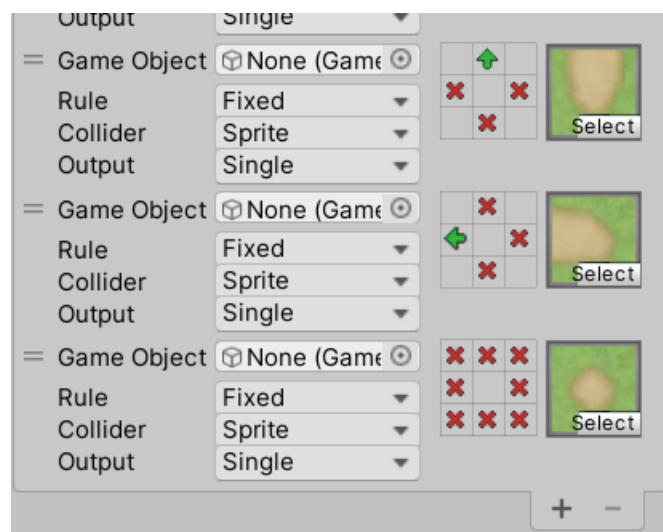 Output Single
Game Object None (Game
Rule Fixed
Collider Sprite
Output Single
Select
Game Object None (Game
Rule Fixed
Collider Sprite
Output Single
Select
Game Object None (Game
Rule Fixed
Collider Sprite
Output Single
Select
+ −